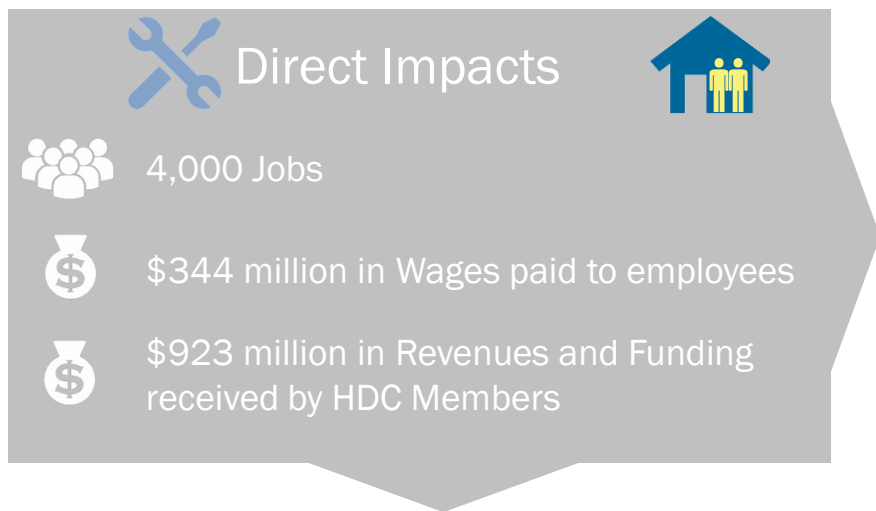 Direct Impacts
4,000 Jobs
$
$344 million in Wages paid to employees
$
$923 million in Revenues and Funding
received by HDC Members